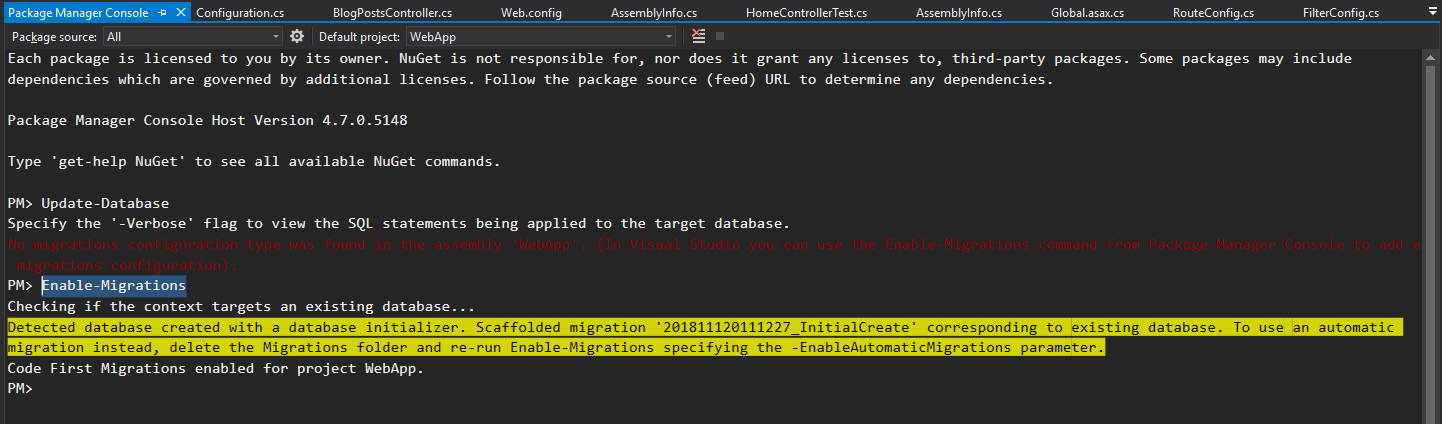 Package Manager Console
Configuration.cs
BlogPostsController.cs
Web.config
AssemblyInfo.cs
HomeControllerTest.cs
AssemblyInfo.cs
Global.asax.cs
RouteConfig.cs
FilterConfig.cs
Package source: All
Default project: WebApp
Each package is licensed to you by its owner. NuGet is not responsible for, nor does it grant any licenses to, third-party packages. Some packages may include
dependencies which are governed by additional licenses. Follow the package source (feed) URL to determine any dependencies.
Package Manager Console Host Version 4.7.0.5148
Type 'get-help NuGet' to see all available NuGet commands.
PM> Update-Database
Specify the '-Verbose' flag to view the SQL statements being applied to the target database.
No migrations configuration type was found in the assembly 'WebApp'. (In Visual Studio you can use the Enable-Migrations command from Package Manager Console to add a
migrations configuration).
PM> Enable-Migrations
Checking if the context targets an existing database...
Detected database created with a database initializer. Scaffolded migration '201811120111227_InitialCreate' corresponding to existing database. To use an automatic
migration instead, delete the Migrations folder and re-run Enable-Migrations specifying the -EnableAutomaticMigrations parameter.
Code First Migrations enabled for project WebApp.
PM>